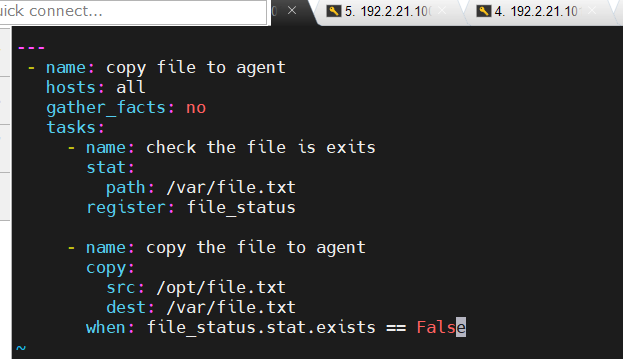 uick connect...
5. 192.2.21.10
4. 192.2.21.10
---
- name: copy file to agent
hosts: all
gather_facts: no
tasks:
- name: check the file is exits
stat:
path: /var/file.txt
register: file_status
- name: copy the file to agent
copy:
src: /opt/file.txt
dest: /var/file.txt
when: file_status.stat.exists == False
~